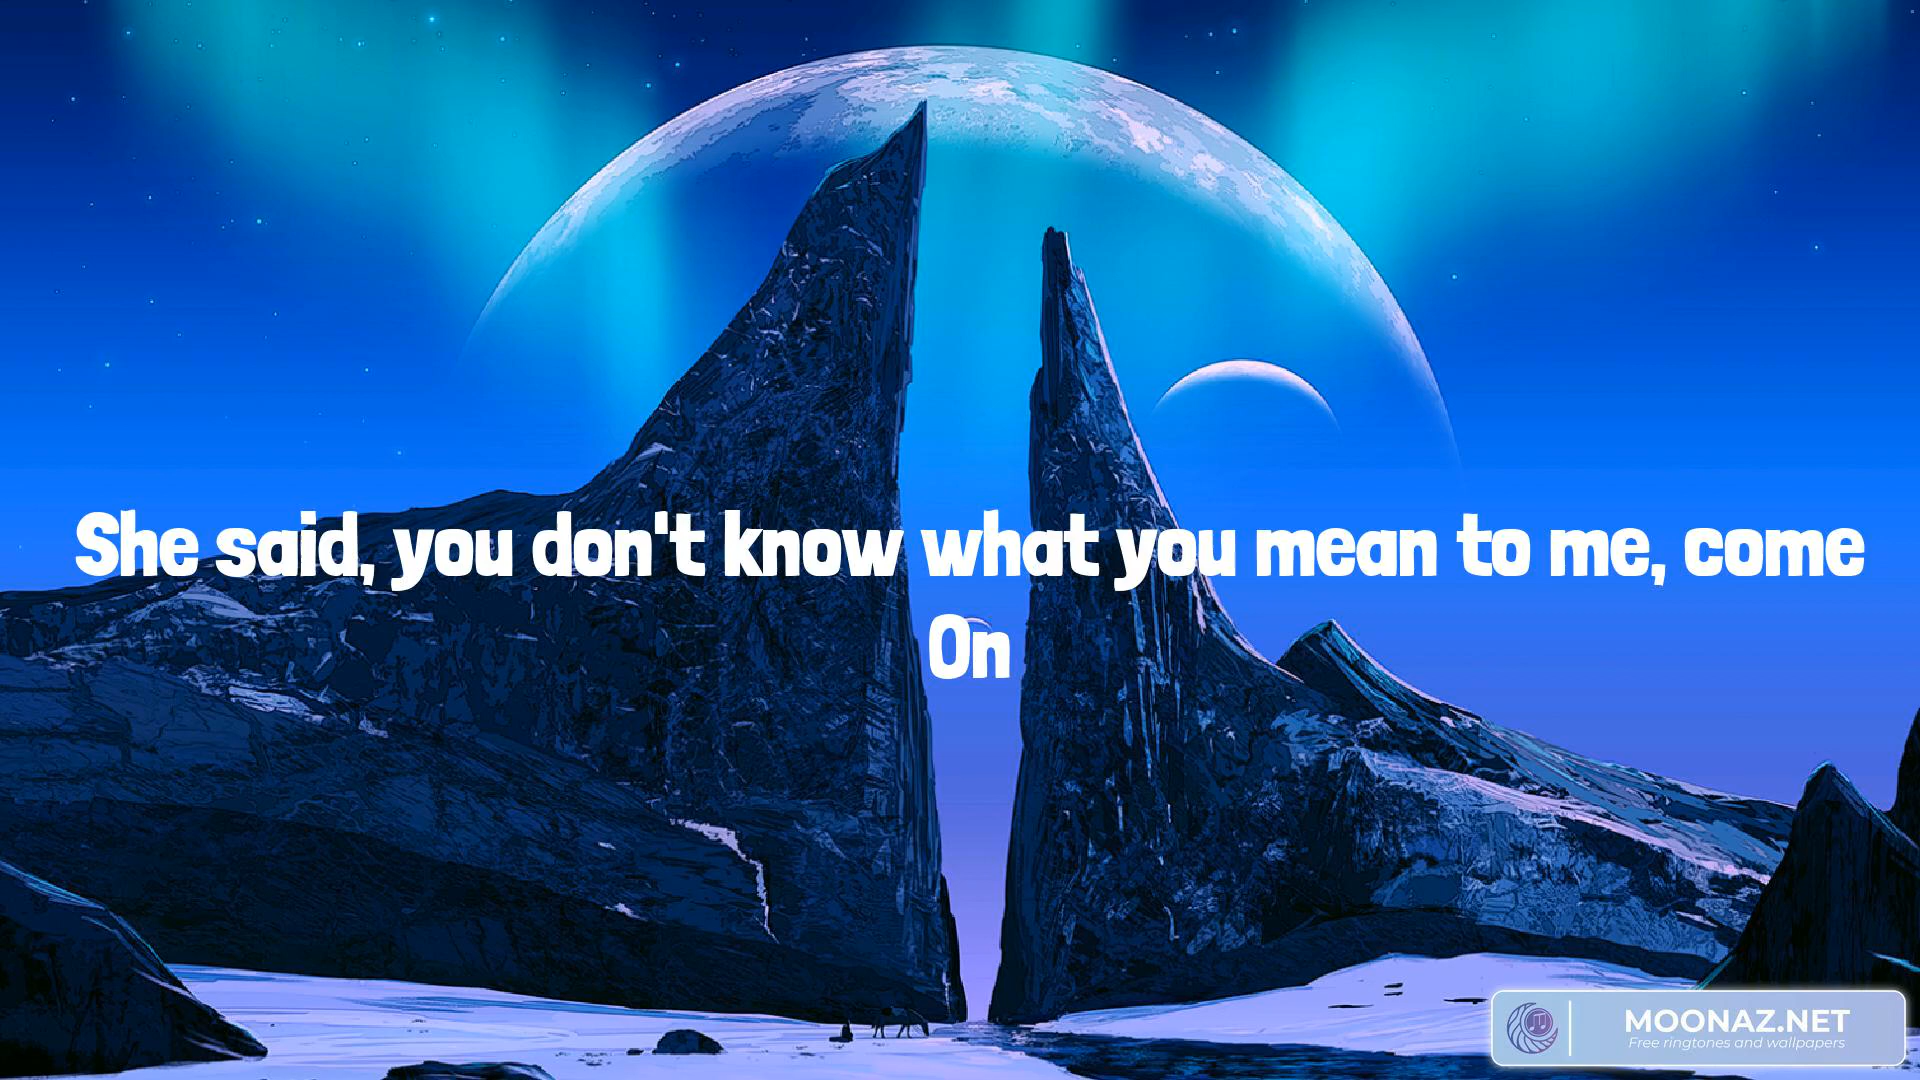 She said, you don't know what you mean to me, come
On
MOONAZ.NET
Free ringtones and wallpapers